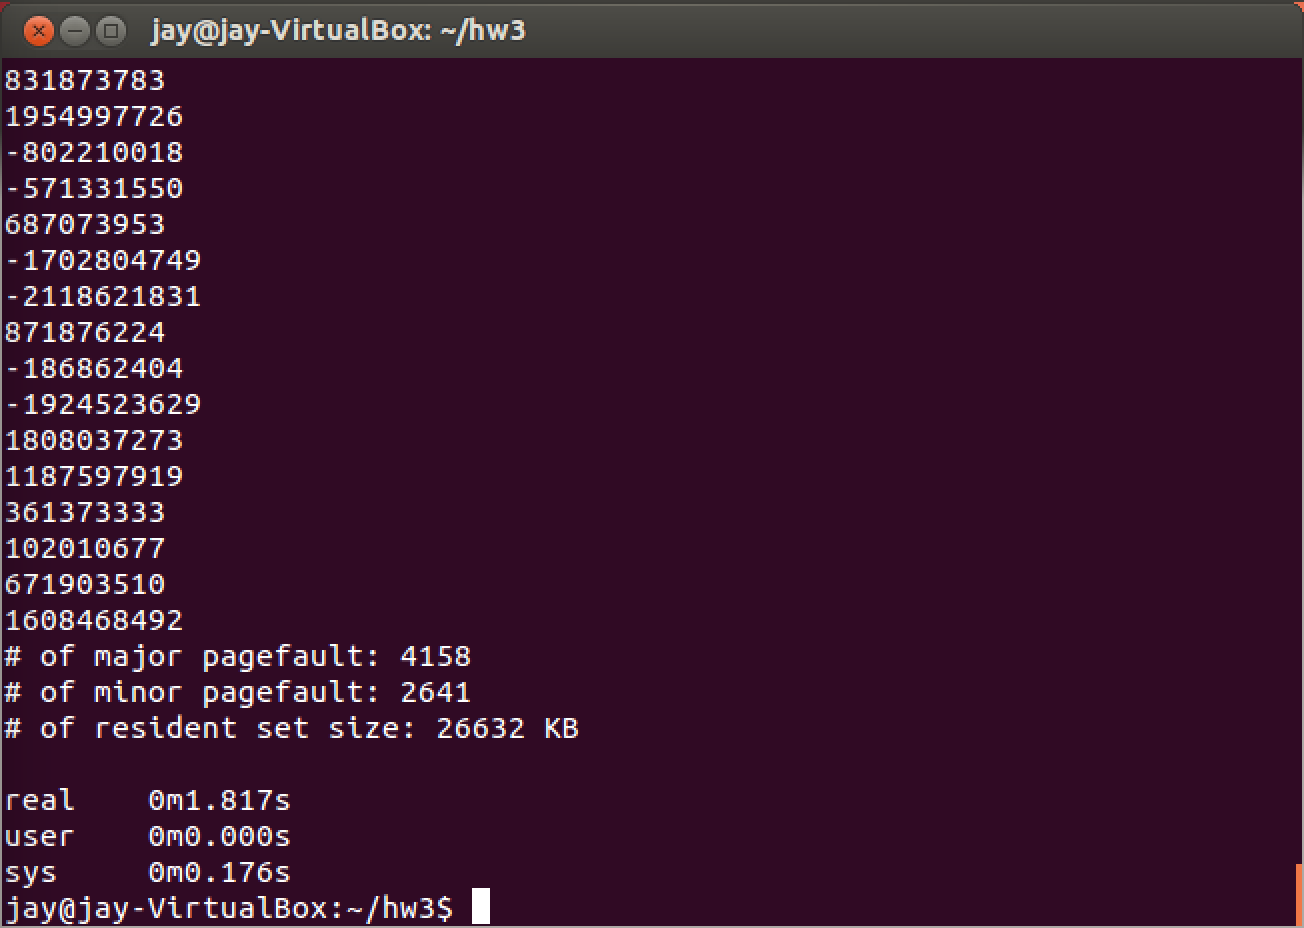 jay@jay-VirtualBox: ~/hw3
831873783
1954997726
-802210018
-571331550
687073953
-1702804749
-2118621831
871876224
-186862404
-1924523629
1808037273
1187597919
361373333
102010677
671903510
1608468492
# of major pagefault: 4158
# of minor pagefault: 2641
# of resident set size: 26632 KB
real    0m1.817s
user    0m0.000s
sys     0m0.176s
jay@jay-VirtualBox:~/hw3$